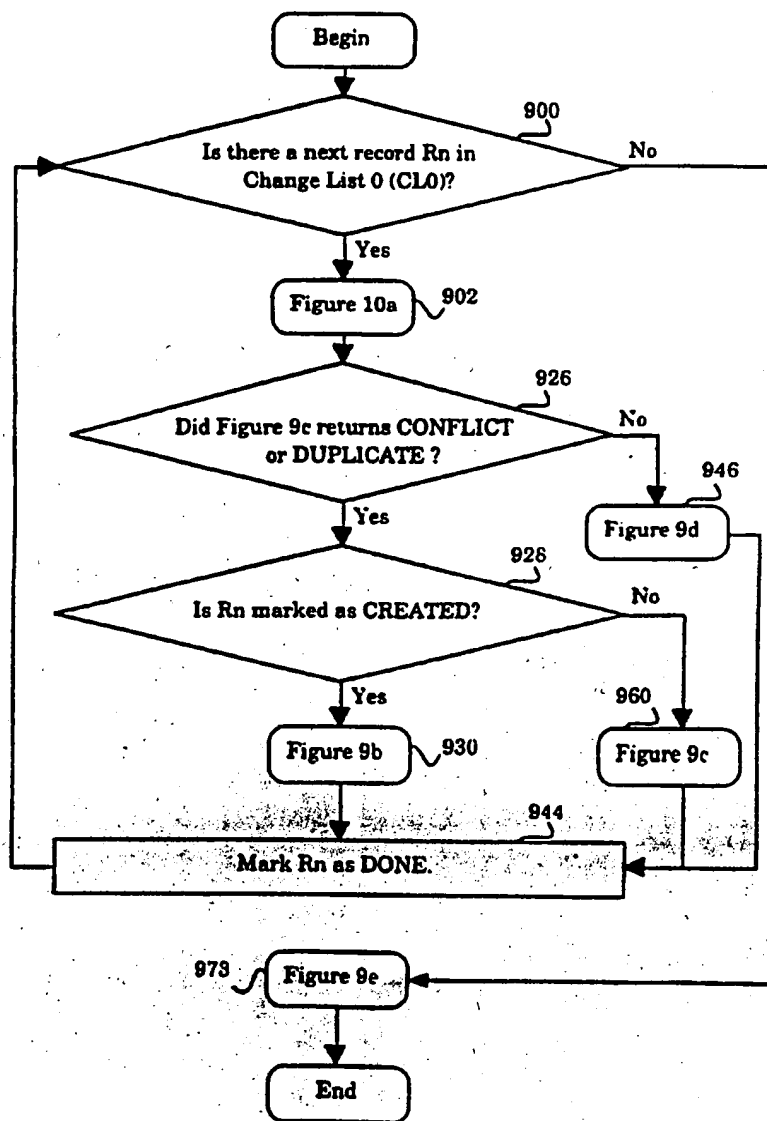 Begin
900
Is there a next record Rn in
Change List 0 (CL0)?
No
Yes
Figure 10a
902
926
Did Figure 9c returns CONFLICT
or DUPLICATE ?
No
946
Figure 9d
Yes
928
Is Rn marked as CREATED?
No
Yes
960
Figure 9b
930
Figure 9c
944
Mark Rn as DONE.
973
Figure 9e
End